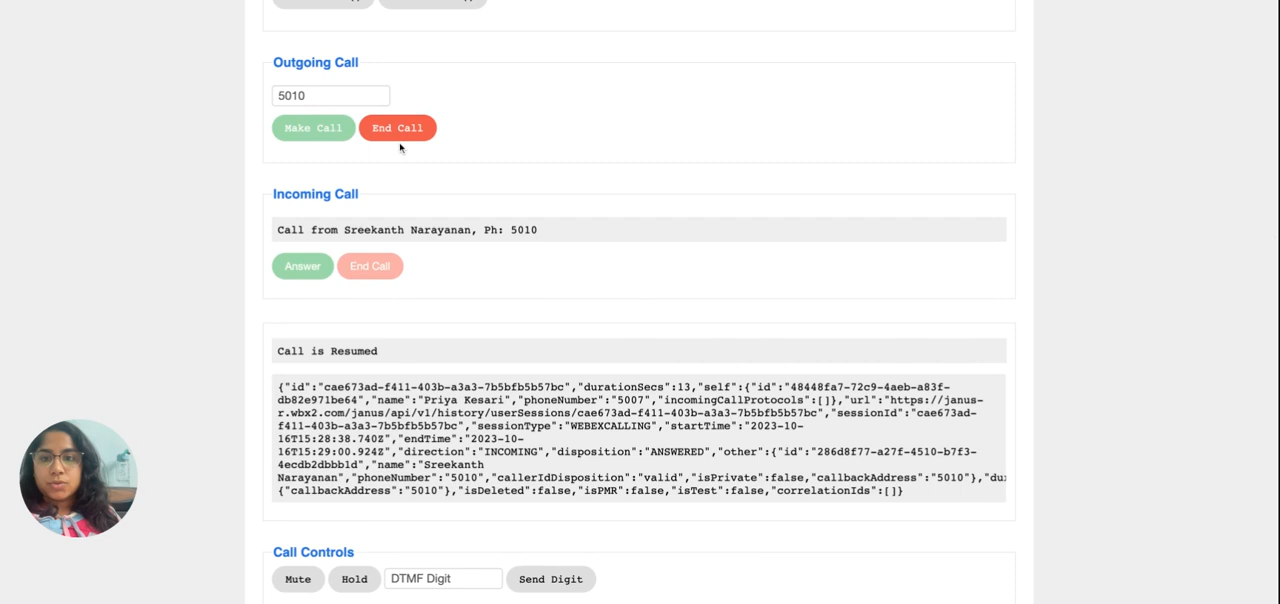 Outgoing Call
5010
Make Call End Call
Incoming Call
Call from Sreekanth Narayanan, Ph: 5010
Answer End Call
Call is Resumed
{"id":"cae673ad-f411-403b-a3a3-7b5bfb5b57bc","durationSecs":13,"self":{"id":"48448fa7-72c9-4aeb-a83f-
db82e971be64","name":"Priya Kesari","phoneNumber":"5007","incomingCallProtocols":[]},"url":"https://janus-
r.wbx2.com/janus/api/v1/history/userSessions/cae673ad-f411-403b-a3a3-7b5bfb5b57bc","sessionId":"cae673ad-
f411-403b-a3a3-7b5bfb5b57bc","sessionType":"WEBEXCALLING","startTime":"2023-10-
16T15:28:38.740Z","endTime":"2023-10-
16T15:29:00.924Z","direction":"INCOMING","disposition":"ANSWERED","other":{"id":"286d8f77-a27f-4510-b7f3-
4ecdb2dbbb1d","name":"Sreekanth
Narayanan","phoneNumber":"5010","callerIdDisposition":"valid","isPrivate":false,"callbackAddress":"5010"},"du
{"callbackAddress":"5010"},"isDeleted":false,"isPMR":false,"isTest":false,"correlationIds":[]}
Call Controls
Mute Hold DTMF Digit Send Digit